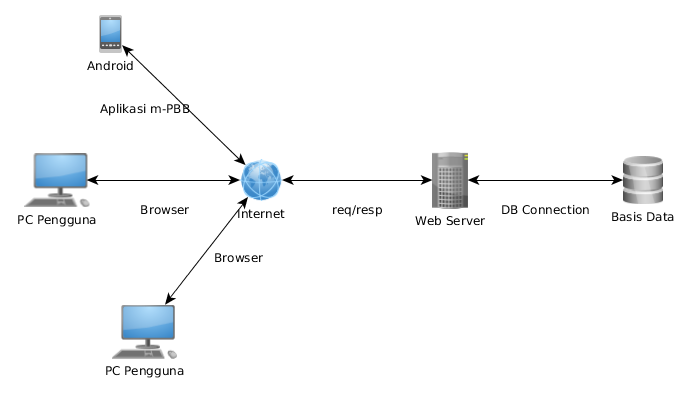 Android
Aplikasi m-PBB
PC Pengguna
Browser
Internet
req/resp
Web Server
DB Connection
Basis Data
Browser
PC Pengguna